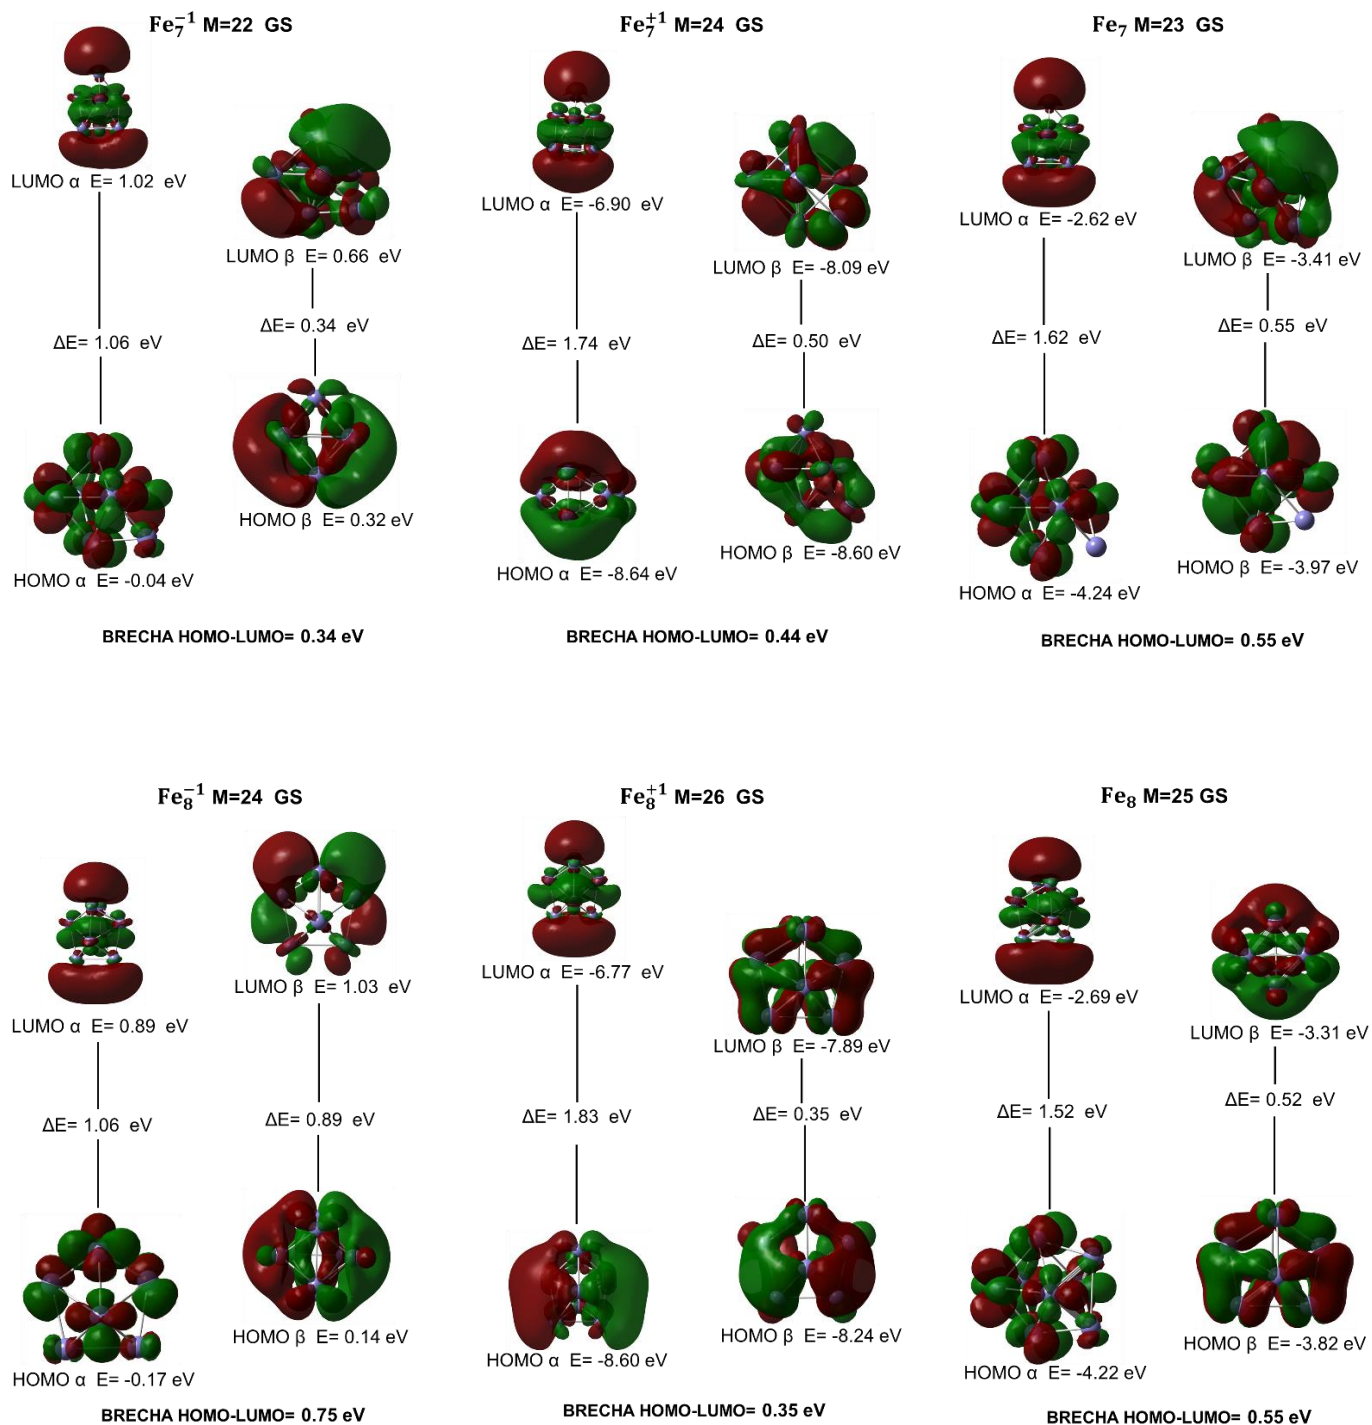 Fe₇⁻¹ M=22 GS
LUMO α E= 1.02 eV
LUMO β E= 0.66 eV
ΔE= 1.06 eV
ΔE= 0.34 eV
HOMO α E= -0.04 eV
HOMO β E= 0.32 eV
BRECHA HOMO-LUMO= 0.34 eV
Fe₇⁺¹ M=24 GS
LUMO α E= -6.90 eV
LUMO β E= -8.09 eV
ΔE= 1.74 eV
ΔE= 0.50 eV
HOMO α E= -8.64 eV
HOMO β E= -8.60 eV
BRECHA HOMO-LUMO= 0.44 eV
Fe₇ M=23 GS
LUMO α E= -2.62 eV
LUMO β E= -3.41 eV
ΔE= 1.62 eV
ΔE= 0.55 eV
HOMO α E= -4.24 eV
HOMO β E= -3.97 eV
BRECHA HOMO-LUMO= 0.55 eV
Fe₈⁻¹ M=24 GS
LUMO α E= 0.89 eV
LUMO β E= 1.03 eV
ΔE= 1.06 eV
ΔE= 0.89 eV
HOMO α E= -0.17 eV
HOMO β E= 0.14 eV
BRECHA HOMO-LUMO= 0.75 eV
Fe₈⁺¹ M=26 GS
LUMO α E= -6.77 eV
LUMO β E= -7.89 eV
ΔE= 1.83 eV
ΔE= 0.35 eV
HOMO α E= -8.60 eV
HOMO β E= -8.24 eV
BRECHA HOMO-LUMO= 0.35 eV
Fe₈ M=25 GS
LUMO α E= -2.69 eV
LUMO β E= -3.31 eV
ΔE= 1.52 eV
ΔE= 0.52 eV
HOMO α E= -4.22 eV
HOMO β E= -3.82 eV
BRECHA HOMO-LUMO= 0.55 eV